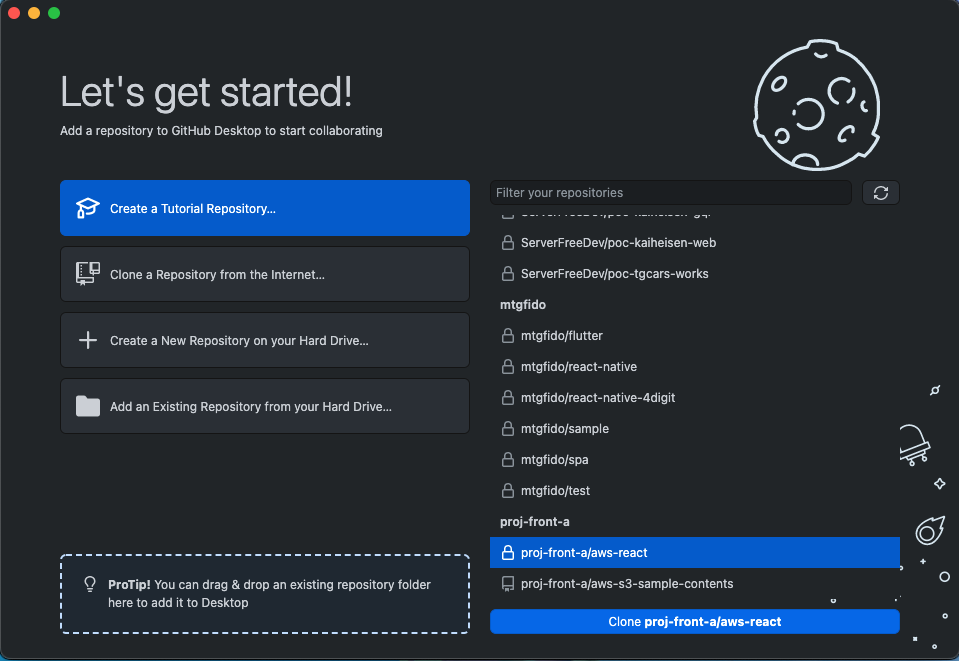 Let's get started!
Add a repository to GitHub Desktop to start collaborating
Create a Tutorial Repository...
Clone a Repository from the Internet...
Create a New Repository on your Hard Drive...
Add an Existing Repository from your Hard Drive...
ProTip! You can drag & drop an existing repository folder
here to add it to Desktop
Filter your repositories
ServerFreeDev/poc-kaiheisen-web
ServerFreeDev/poc-tgcars-works
mtgfido
mtgfido/flutter
mtgfido/react-native
mtgfido/react-native-4digit
mtgfido/sample
mtgfido/spa
mtgfido/test
proj-front-a
proj-front-a/aws-react
proj-front-a/aws-s3-sample-contents
Clone proj-front-a/aws-react